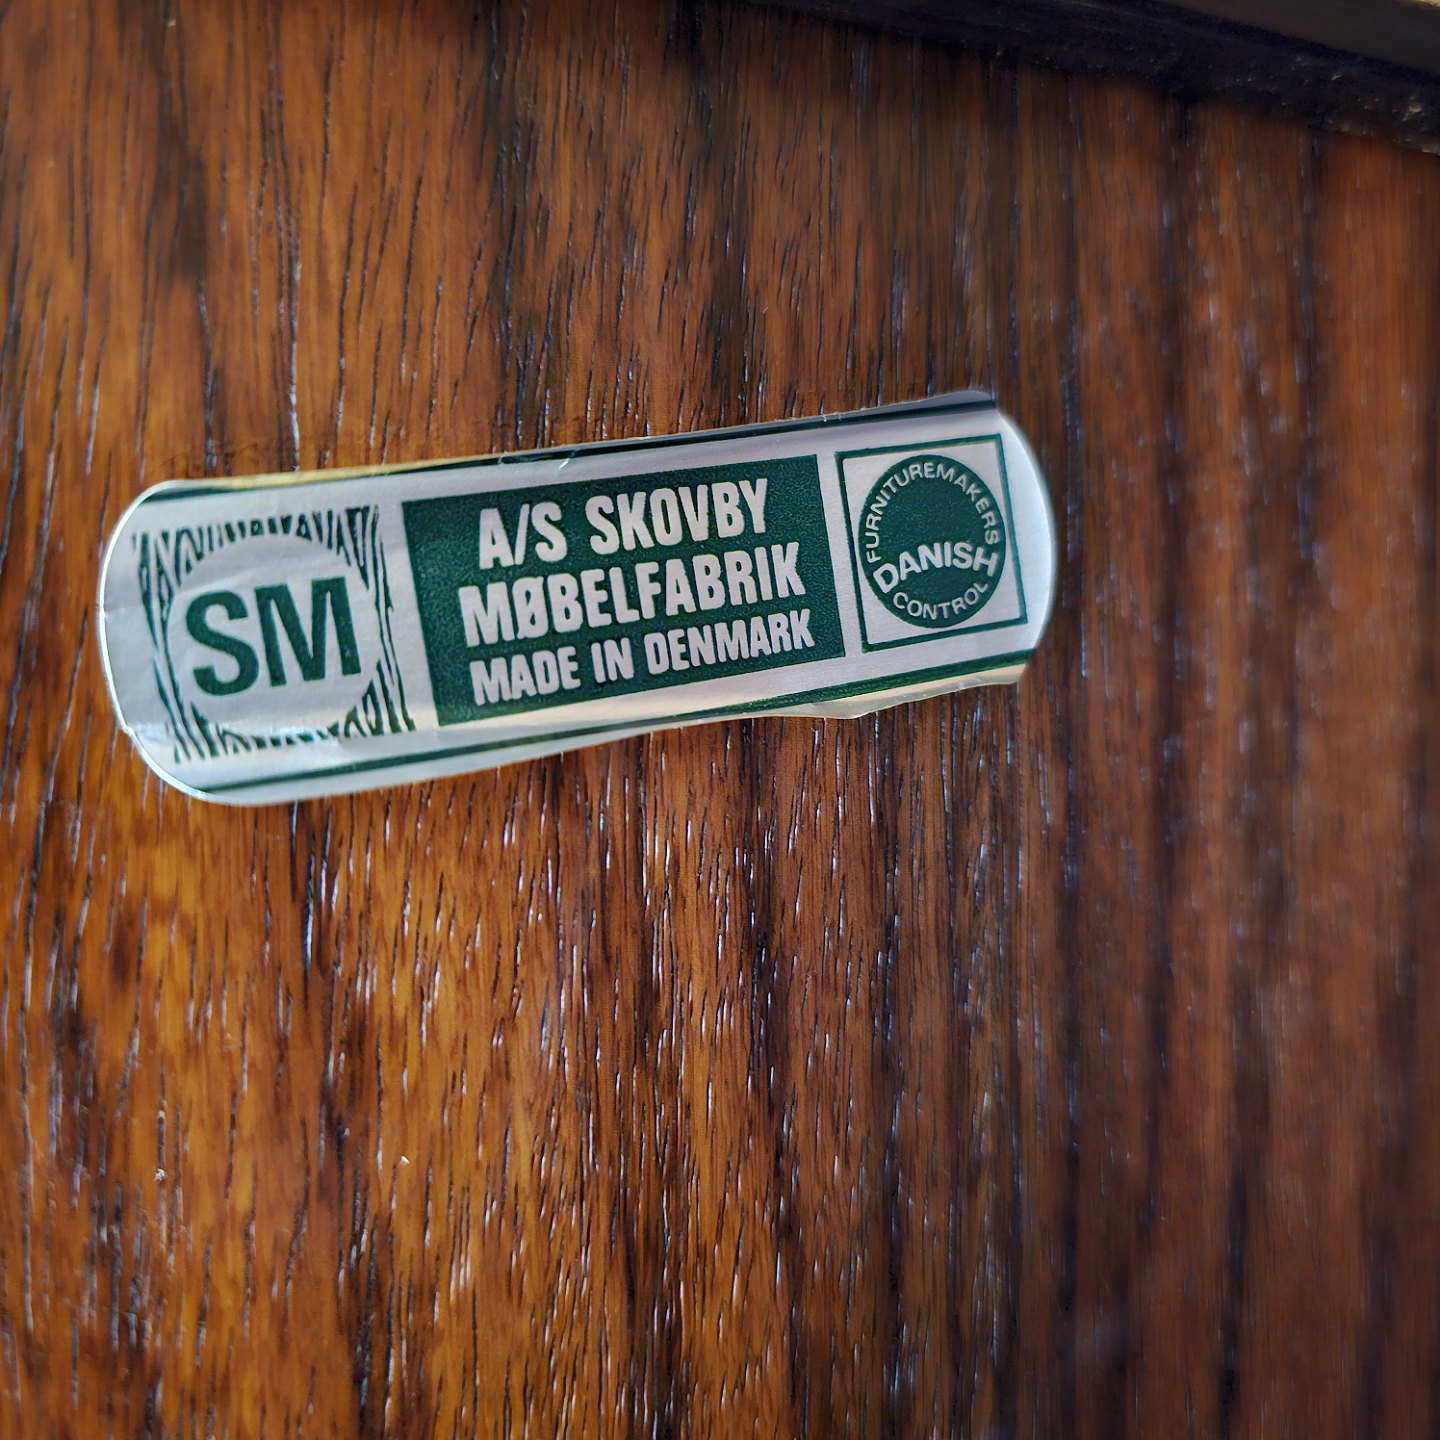 SM
A/S SKOVBY
MØBELFABRIK
MADE IN DENMARK
FURNITUREMAKERS
DANISH
CONTROL